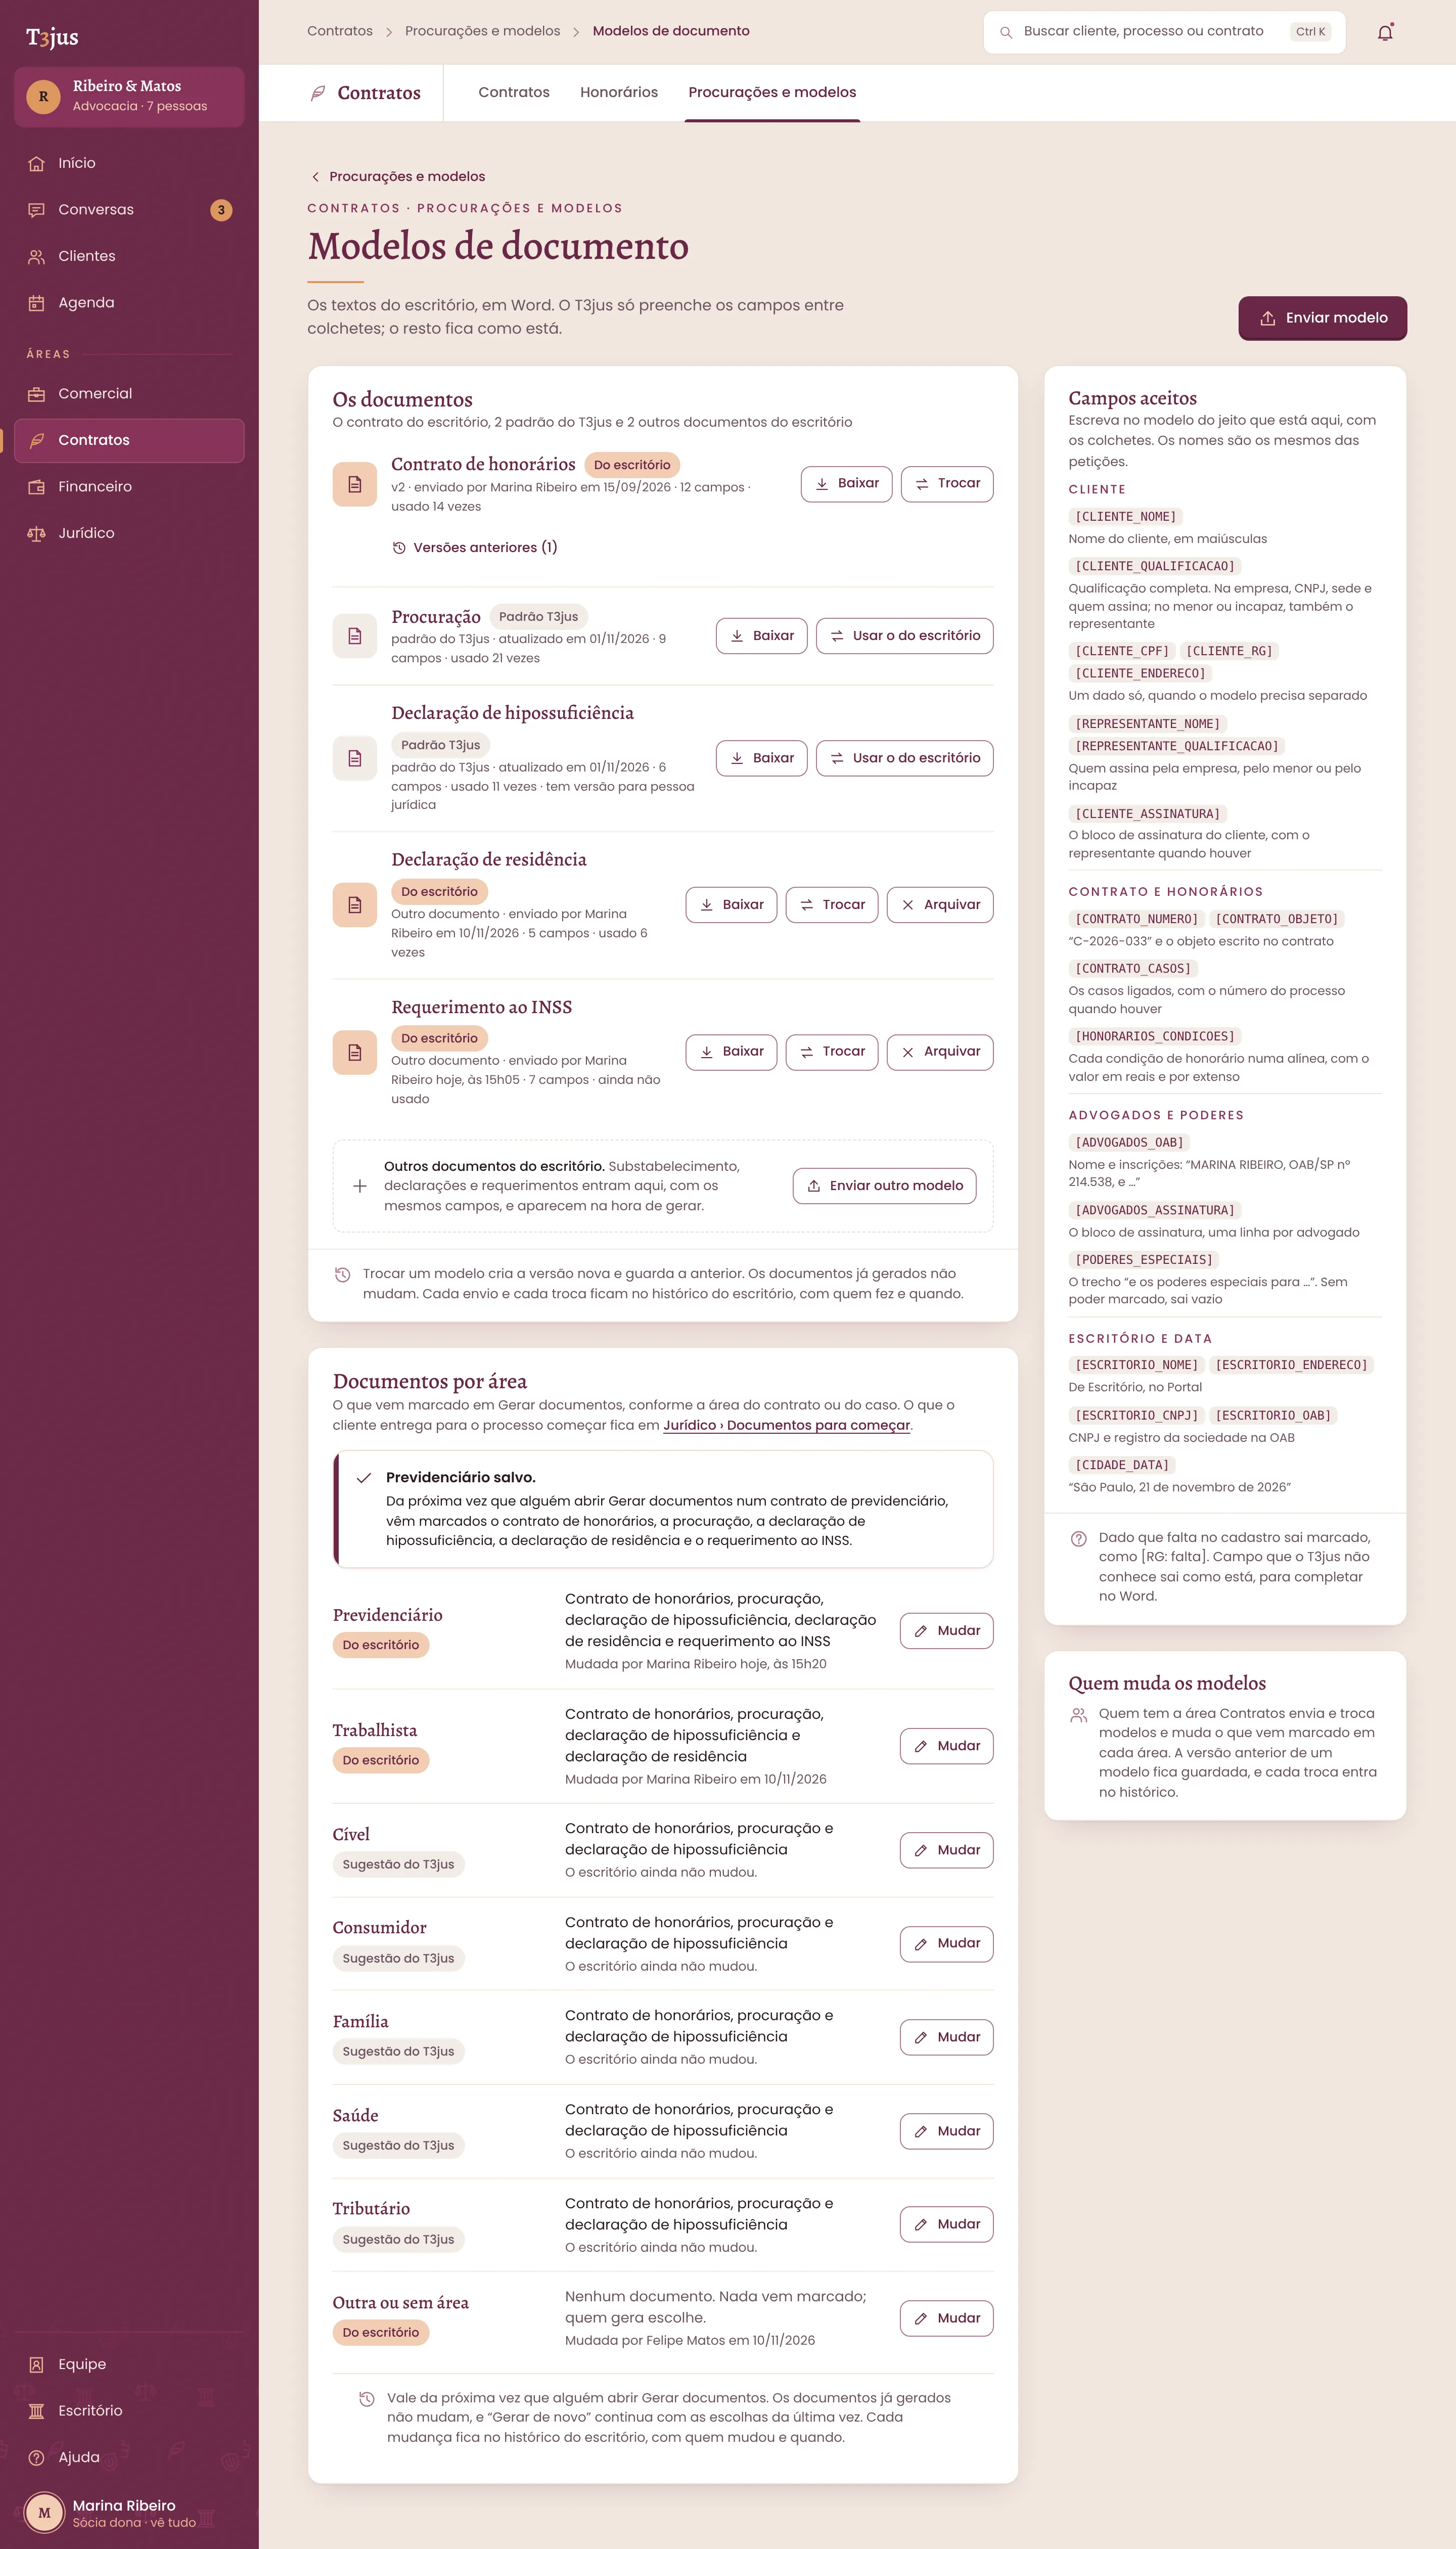 T3jus
Ribeiro & Matos
R
Advocacia · 7 pessoas
Início
Conversas
3
Clientes
Agenda
ÁREAS
Comercial
Contratos
Financeiro
Jurídico
Equipe
Escritório
Ajuda
M
Marina Ribeiro
Sócia dona · vê tudo
Contratos
Procurações e modelos
Modelos de documento
Buscar cliente, processo ou contrato
Ctrl K
Contratos
Contratos
Honorários
Procurações e modelos
Procurações e modelos
CONTRATOS · PROCURAÇÕES E MODELOS
Modelos de documento
Os textos do escritório, em Word. O T3jus só preenche os campos entre
colchetes; o resto fica como está.
Enviar modelo
Os documentos
O contrato do escritório, 2 padrão do T3jus e 2 outros documentos do escritório
Contrato de honorários
Do escritório
v2 · enviado por Marina Ribeiro em 15/09/2026 · 12 campos ·
usado 14 vezes
Baixar
Trocar
Versões anteriores (1)
Procuração
Padrão T3jus
padrão do T3jus · atualizado em 01/11/2026 · 9
campos · usado 21 vezes
Baixar
Usar o do escritório
Declaração de hipossuficiência
Padrão T3jus
padrão do T3jus · atualizado em 01/11/2026 · 6
campos · usado 11 vezes · tem versão para pessoa
jurídica
Baixar
Usar o do escritório
Declaração de residência
Do escritório
Outro documento · enviado por Marina
Ribeiro em 10/11/2026 · 5 campos · usado 6
vezes
Baixar
Trocar
Arquivar
Requerimento ao INSS
Do escritório
Outro documento · enviado por Marina
Ribeiro hoje, às 15h05 · 7 campos · ainda não
usado
Baixar
Trocar
Arquivar
Outros documentos do escritório. Substabelecimento,
declarações e requerimentos entram aqui, com os
mesmos campos, e aparecem na hora de gerar.
Enviar outro modelo
Trocar um modelo cria a versão nova e guarda a anterior. Os documentos já gerados não
mudam. Cada envio e cada troca ficam no histórico do escritório, com quem fez e quando.
Documentos por área
O que vem marcado em Gerar documentos, conforme a área do contrato ou do caso. O que o
cliente entrega para o processo começar fica em Jurídico › Documentos para começar.
Previdenciário salvo.
Da próxima vez que alguém abrir Gerar documentos num contrato de previdenciário,
vêm marcados o contrato de honorários, a procuração, a declaração de
hipossuficiência, a declaração de residência e o requerimento ao INSS.
Previdenciário
Do escritório
Contrato de honorários, procuração,
declaração de hipossuficiência, declaração
de residência e requerimento ao INSS
Mudada por Marina Ribeiro hoje, às 15h20
Mudar
Trabalhista
Do escritório
Contrato de honorários, procuração,
declaração de hipossuficiência e
declaração de residência
Mudada por Marina Ribeiro em 10/11/2026
Mudar
Cível
Sugestão do T3jus
Contrato de honorários, procuração e
declaração de hipossuficiência
O escritório ainda não mudou.
Mudar
Consumidor
Sugestão do T3jus
Contrato de honorários, procuração e
declaração de hipossuficiência
O escritório ainda não mudou.
Mudar
Família
Sugestão do T3jus
Contrato de honorários, procuração e
declaração de hipossuficiência
O escritório ainda não mudou.
Mudar
Saúde
Sugestão do T3jus
Contrato de honorários, procuração e
declaração de hipossuficiência
O escritório ainda não mudou.
Mudar
Tributário
Sugestão do T3jus
Contrato de honorários, procuração e
declaração de hipossuficiência
O escritório ainda não mudou.
Mudar
Outra ou sem área
Do escritório
Nenhum documento. Nada vem marcado;
quem gera escolhe.
Mudada por Felipe Matos em 10/11/2026
Mudar
Vale da próxima vez que alguém abrir Gerar documentos. Os documentos já gerados
não mudam, e “Gerar de novo” continua com as escolhas da última vez. Cada
mudança fica no histórico do escritório, com quem mudou e quando.
Campos aceitos
Escreva no modelo do jeito que está aqui, com
os colchetes. Os nomes são os mesmos das
petições.
CLIENTE
[CLIENTE_NOME]
Nome do cliente, em maiúsculas
[CLIENTE_QUALIFICACAO]
Qualificação completa. Na empresa, CNPJ, sede e
quem assina; no menor ou incapaz, também o
representante
[CLIENTE_CPF] [CLIENTE_RG]
[CLIENTE_ENDERECO]
Um dado só, quando o modelo precisa separado
[REPRESENTANTE_NOME]
[REPRESENTANTE_QUALIFICACAO]
Quem assina pela empresa, pelo menor ou pelo
incapaz
[CLIENTE_ASSINATURA]
O bloco de assinatura do cliente, com o
representante quando houver
CONTRATO E HONORÁRIOS
[CONTRATO_NUMERO] [CONTRATO_OBJETO]
“C-2026-033” e o objeto escrito no contrato
[CONTRATO_CASOS]
Os casos ligados, com o número do processo
quando houver
[HONORARIOS_CONDICOES]
Cada condição de honorário numa alínea, com o
valor em reais e por extenso
ADVOGADOS E PODERES
[ADVOGADOS_OAB]
Nome e inscrições: “MARINA RIBEIRO, OAB/SP nº
214.538, e …”
[ADVOGADOS_ASSINATURA]
O bloco de assinatura, uma linha por advogado
[PODERES_ESPECIAIS]
O trecho “e os poderes especiais para …”. Sem
poder marcado, sai vazio
ESCRITÓRIO E DATA
[ESCRITORIO_NOME] [ESCRITORIO_ENDERECO]
De Escritório, no Portal
[ESCRITORIO_CNPJ] [ESCRITORIO_OAB]
CNPJ e registro da sociedade na OAB
[CIDADE_DATA]
“São Paulo, 21 de novembro de 2026”
Dado que falta no cadastro sai marcado,
como [RG: falta]. Campo que o T3jus não
conhece sai como está, para completar
no Word.
Quem muda os modelos
Quem tem a área Contratos envia e troca
modelos e muda o que vem marcado em
cada área. A versão anterior de um
modelo fica guardada, e cada troca entra
no histórico.